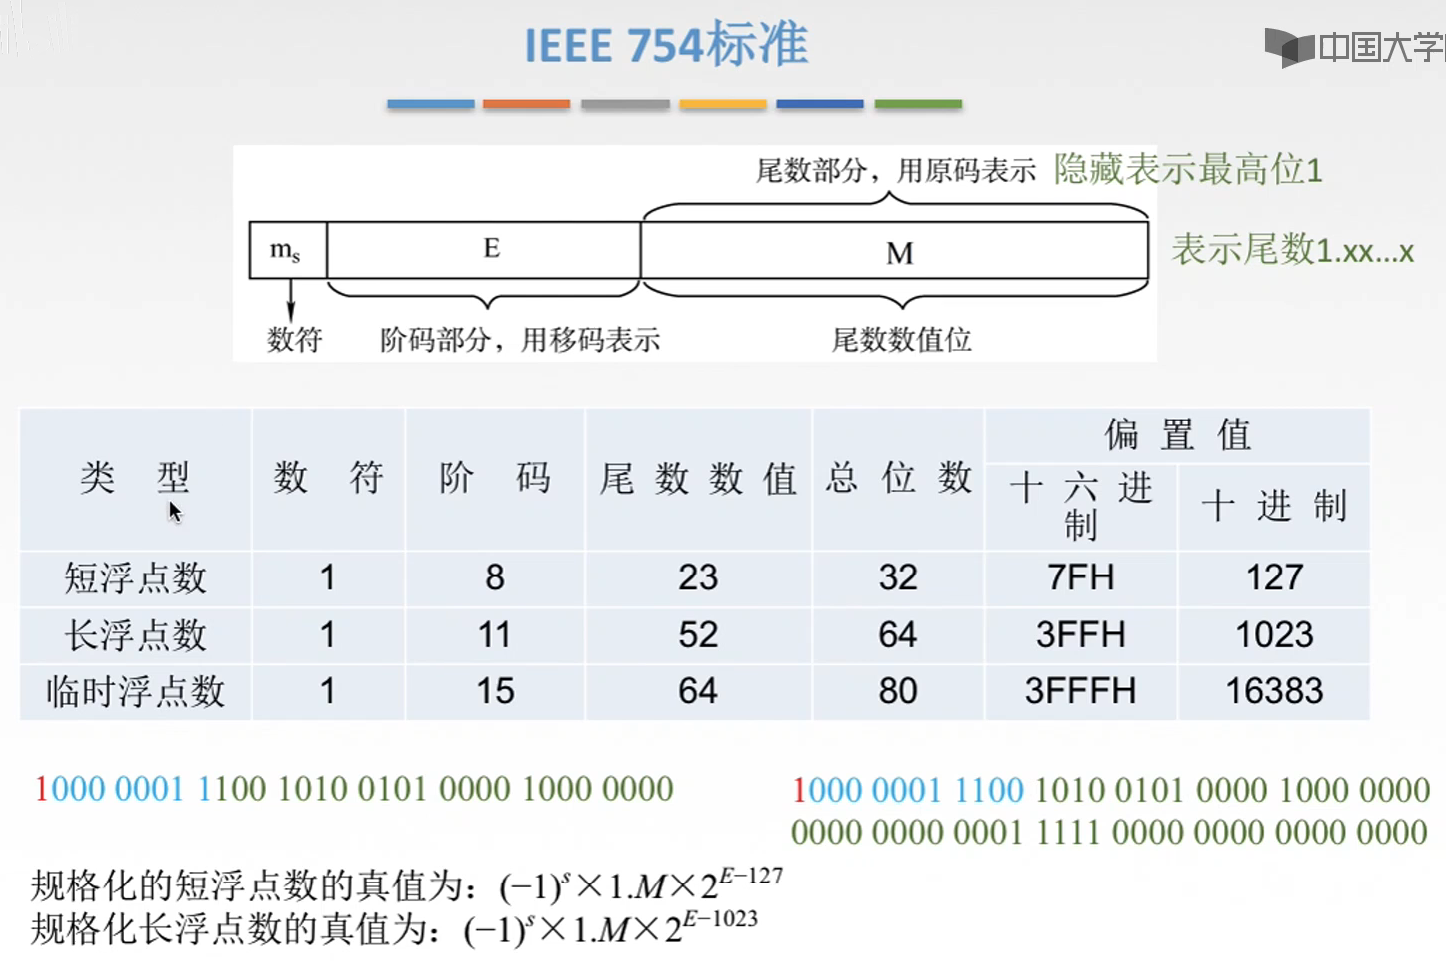 IEEE 754标准
中国大学
尾数部分，用原码表示 隐藏表示最高位1
mₛ E M 表示尾数1.xx...x
数符 阶码部分，用移码表示 尾数数值位
类 型 数 符 阶 码 尾数数值 总位数 偏置值
十六进制 十进制
短浮点数 1 8 23 32 7FH 127
长浮点数 1 11 52 64 3FFH 1023
临时浮点数 1 15 64 80 3FFFH 16383
1000 0001 1100 1010 0101 0000 1000 0000
1000 0001 1100 1010 0101 0000 1000 0000
0000 0000 0001 1111 0000 0000 0000 0000
规格化的短浮点数的真值为：(−1)^s×1.M×2^{E−127}
规格化长浮点数的真值为：(−1)^s×1.M×2^{E−1023}